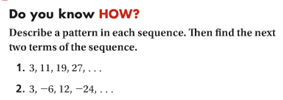 Do you know HOW?
Describe a pattern in each sequence. Then find the next
two terms of the sequence.
1. 3, 11, 19, 27, . . .
2. 3, −6, 12, −24, . . .